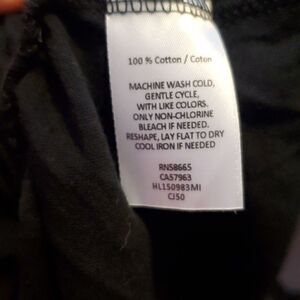 100 % Cotton / Coton
MACHINE WASH COLD,
GENTLE CYCLE,
WITH LIKE COLORS.
ONLY NON-CHLORINE
BLEACH IF NEEDED.
RESHAPE, LAY FLAT TO DRY
COOL IRON IF NEEDED
RN58665
CA57963
HL150983MI
CJ50